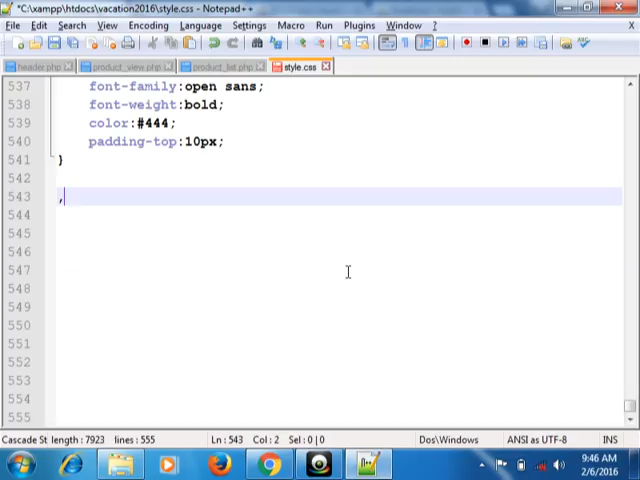 *C:\xampp\htdocs\vacation2016\style.css - Notepad++
File Edit Search View Encoding Language Settings Macro Run Plugins Window ?
X
header.php product_view.php product_list.php style.css
537 font-family:open sans;
538 font-weight:bold;
539 color:#444;
540 padding-top:10px;
541 }
542
543 ,
544
545
546
547
548
549
550
551
552
553
554
555
Cascade St length : 7923 lines : 555 Ln : 543 Col : 2 Sel : 0 | 0 Dos\Windows ANSI as UTF-8 INS
9:46 AM
2/6/2016